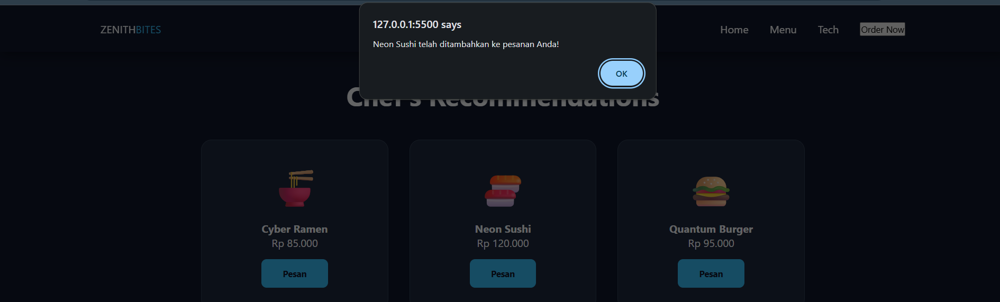 127.0.0.1:5500 says
Neon Sushi telah ditambahkan ke pesanan Anda!
OK
ZENITHBITES
Home
Menu
Tech
Order Now
Chef's Recommendations
Cyber Ramen
Rp 85.000
Pesan
Neon Sushi
Rp 120.000
Pesan
Quantum Burger
Rp 95.000
Pesan